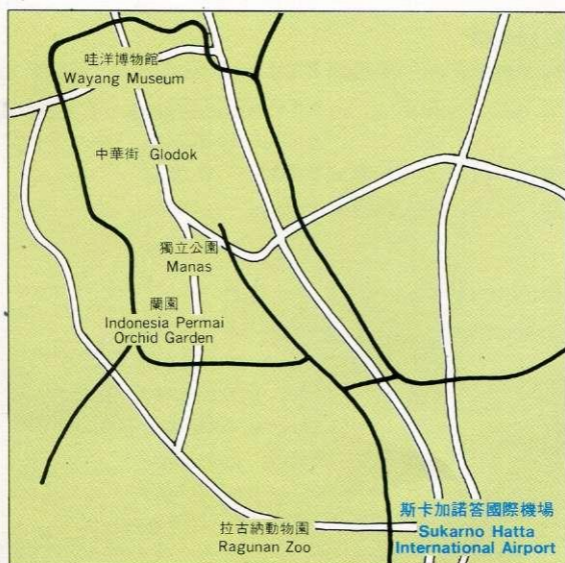 哇洋博物館
Wayang Museum
中華街 Glodok
獨立公園
Manas
蘭園
Indonesia Permai
Orchid Garden
拉古納動物園
Ragunan Zoo
斯卡加諾答國際機場
Sukarno Hatta
International Airport